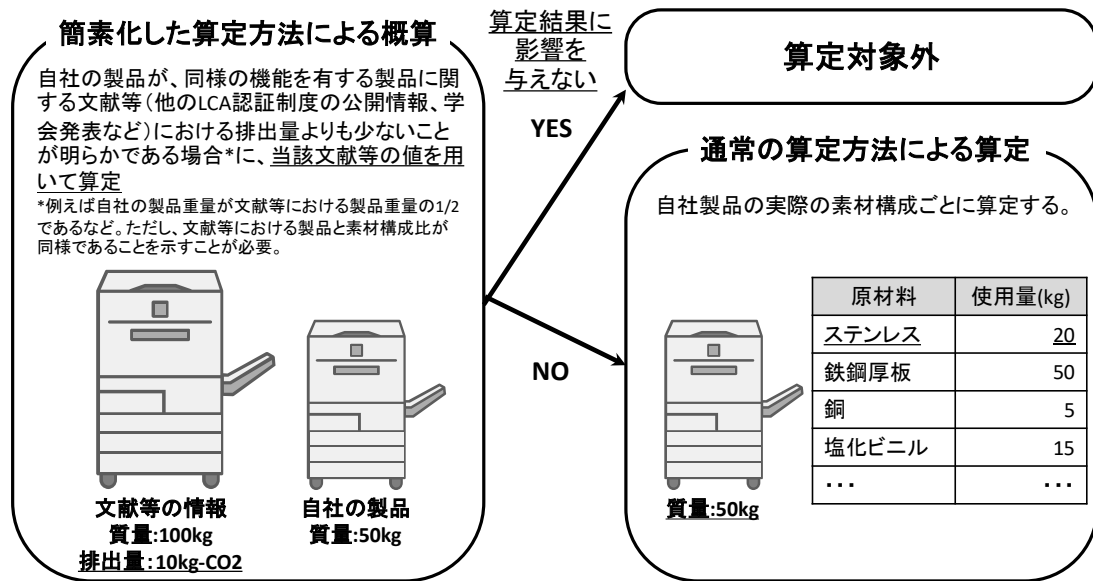 簡素化した算定方法による概算
自社の製品が、同様の機能を有する製品に関
する文献等(他のLCA認証制度の公開情報、学
会発表など)における排出量よりも少ないこと
が明らかである場合*に、当該文献等の値を用
いて算定
*例えば自社の製品重量が文献等における製品重量の1/2
であるなど。ただし、文献等における製品と素材構成比が
同様であることを示すことが必要。
文献等の情報
質量:100kg
排出量:10kg-CO2
自社の製品
質量:50kg
算定結果に
影響を
与えない
YES
NO
算定対象外
通常の算定方法による算定
自社製品の実際の素材構成ごとに算定する。
質量:50kg
原材料 使用量(kg)
ステンレス 20
鉄鋼厚板 50
銅 5
塩化ビニル 15
・・・ ・・・